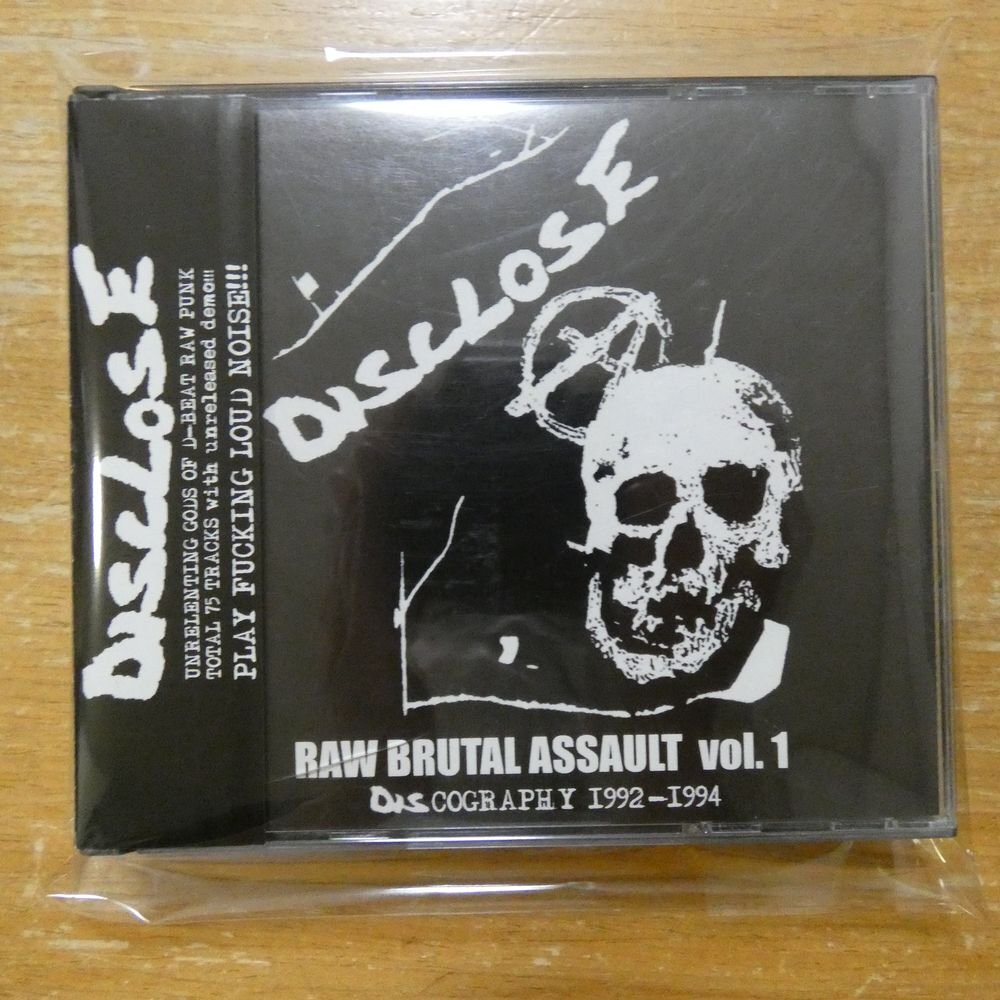 DISCLOSE
UNRELENTING GODS OF D-BEAT RAW PUNK
TOTAL 75 TRACKS with unreleased demo!!!
PLAY FUCKING LOUD NOISE!!!
DISCLOSE
RAW BRUTAL ASSAULT vol. 1
DISCOGRAPHY 1992-1994